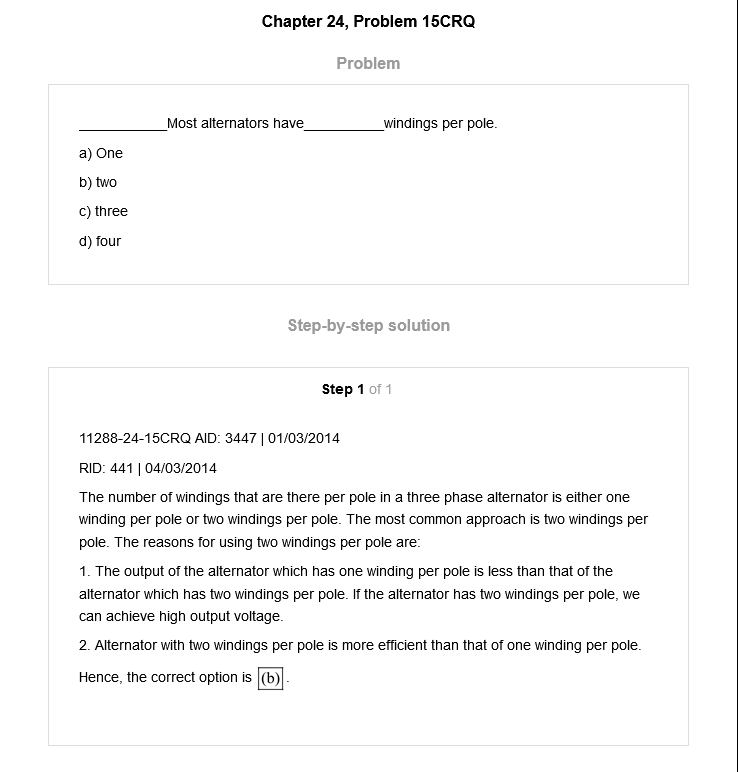 Chapter 24, Problem 15CRQ
Problem
___________Most alternators have__________windings per pole.
a) One
b) two
c) three
d) four
Step-by-step solution
Step 1 of 1
11288-24-15CRQ AID: 3447 | 01/03/2014
RID: 441 | 04/03/2014
The number of windings that are there per pole in a three phase alternator is either one
winding per pole or two windings per pole. The most common approach is two windings per
pole. The reasons for using two windings per pole are:
1. The output of the alternator which has one winding per pole is less than that of the
alternator which has two windings per pole. If the alternator has two windings per pole, we
can achieve high output voltage.
2. Alternator with two windings per pole is more efficient than that of one winding per pole.
Hence, the correct option is (b).